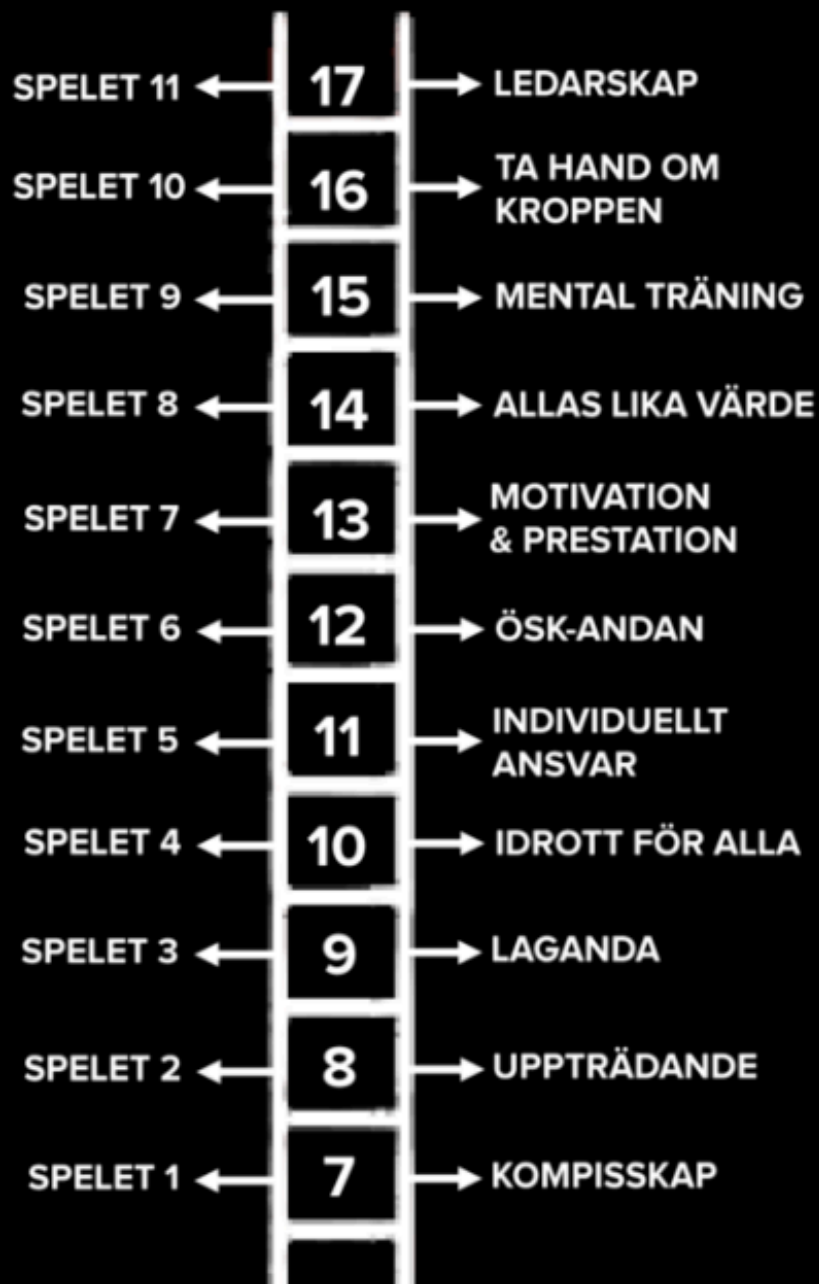 SPELET 11 17 LEDARSKAP
SPELET 10 16 TA HAND OM
KROPPEN
SPELET 9 15 MENTAL TRÄNING
SPELET 8 14 ALLAS LIKA VÄRDE
SPELET 7 13 MOTIVATION
& PRESTATION
SPELET 6 12 ÖSK-ANDAN
SPELET 5 11 INDIVIDUELLT
ANSVAR
SPELET 4 10 IDROTT FÖR ALLA
SPELET 3 9 LAGANDA
SPELET 2 8 UPPTRÄDANDE
SPELET 1 7 KOMPISSKAP